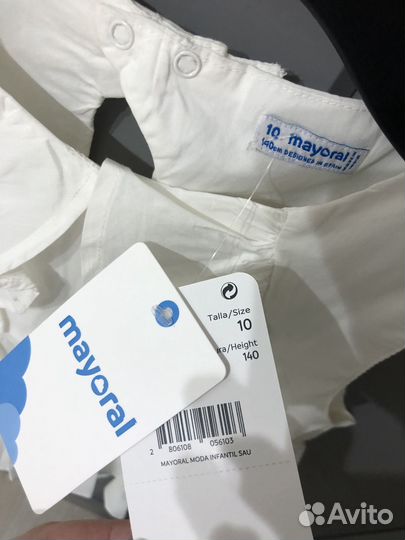 10 mayoral
140cm DESIGNED IN SPAIN
mayoral
Talla/Size
10
ura/Height
140
2 806108 056103
MAYORAL MODA INFANTIL SAU
Avito